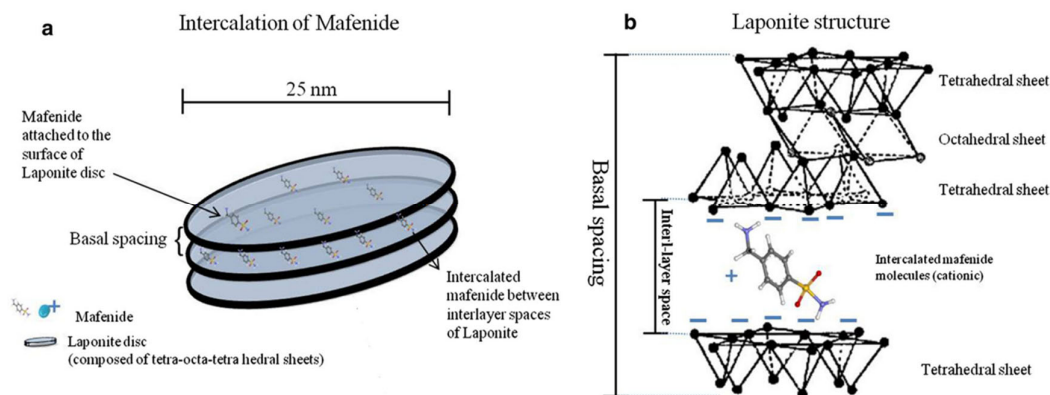 a
Intercalation of Mafenide
25 nm
Mafenide
attached to the
surface of
Laponite disc
Basal spacing
Intercalated
mafenide between
interlayer spaces
of Laponite
+
Mafenide
Laponite disc
(composed of tetra-octa-tetra hedral sheets)
b
Laponite structure
Basal spacing
Tetrahedral sheet
Octahedral sheet
Tetrahedral sheet
Interl-layer space
+
Intercalated mafenide
molecules (cationic)
Tetrahedral sheet